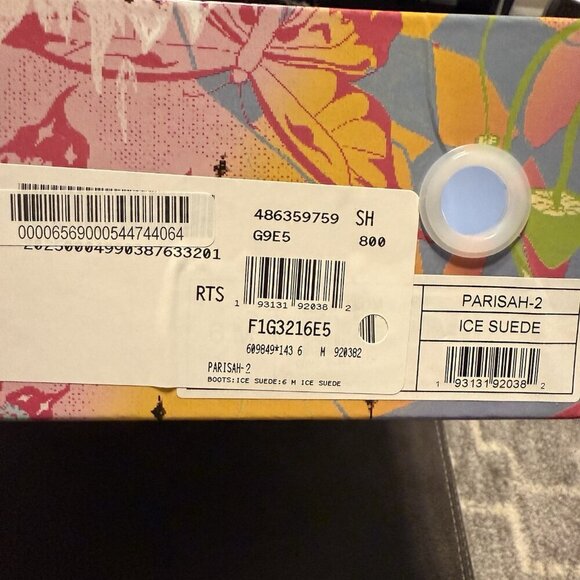 00006569000544744064
20250004990387633201
486359759 SH
G9E5 800
RTS
1 93131 92038 2
F1G3216E5
609849*143 6 M 920382
PARISAH-2
BOOTS:ICE SUEDE:6 M ICE SUEDE
PARISAH-2
ICE SUEDE
1 93131 92038 2